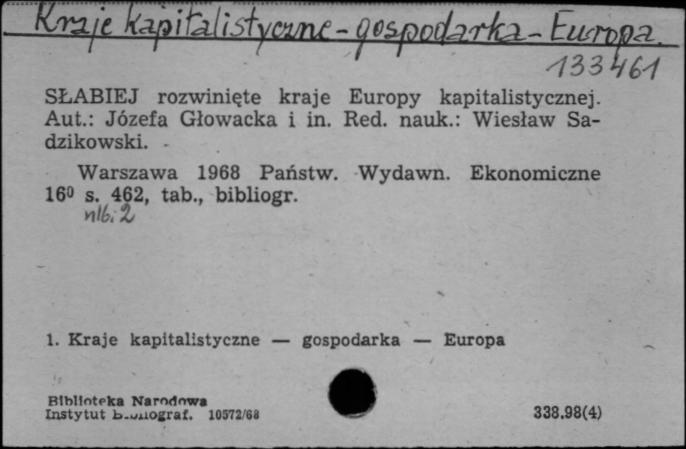 Kraje kapitalistyczne - gospodarka - Europa.
133461
SŁABIEJ rozwinięte kraje Europy kapitalistycznej.
Aut.: Józefa Głowacka i in. Red. nauk.: Wiesław Sa-
dzikowski.
Warszawa 1968 Państw. Wydawn. Ekonomiczne
16⁰ s. 462, tab., bibliogr.
nlb. 2
1. Kraje kapitalistyczne — gospodarka — Europa
Biblioteka Narodowa
Instytut 10572/68
338.98(4)